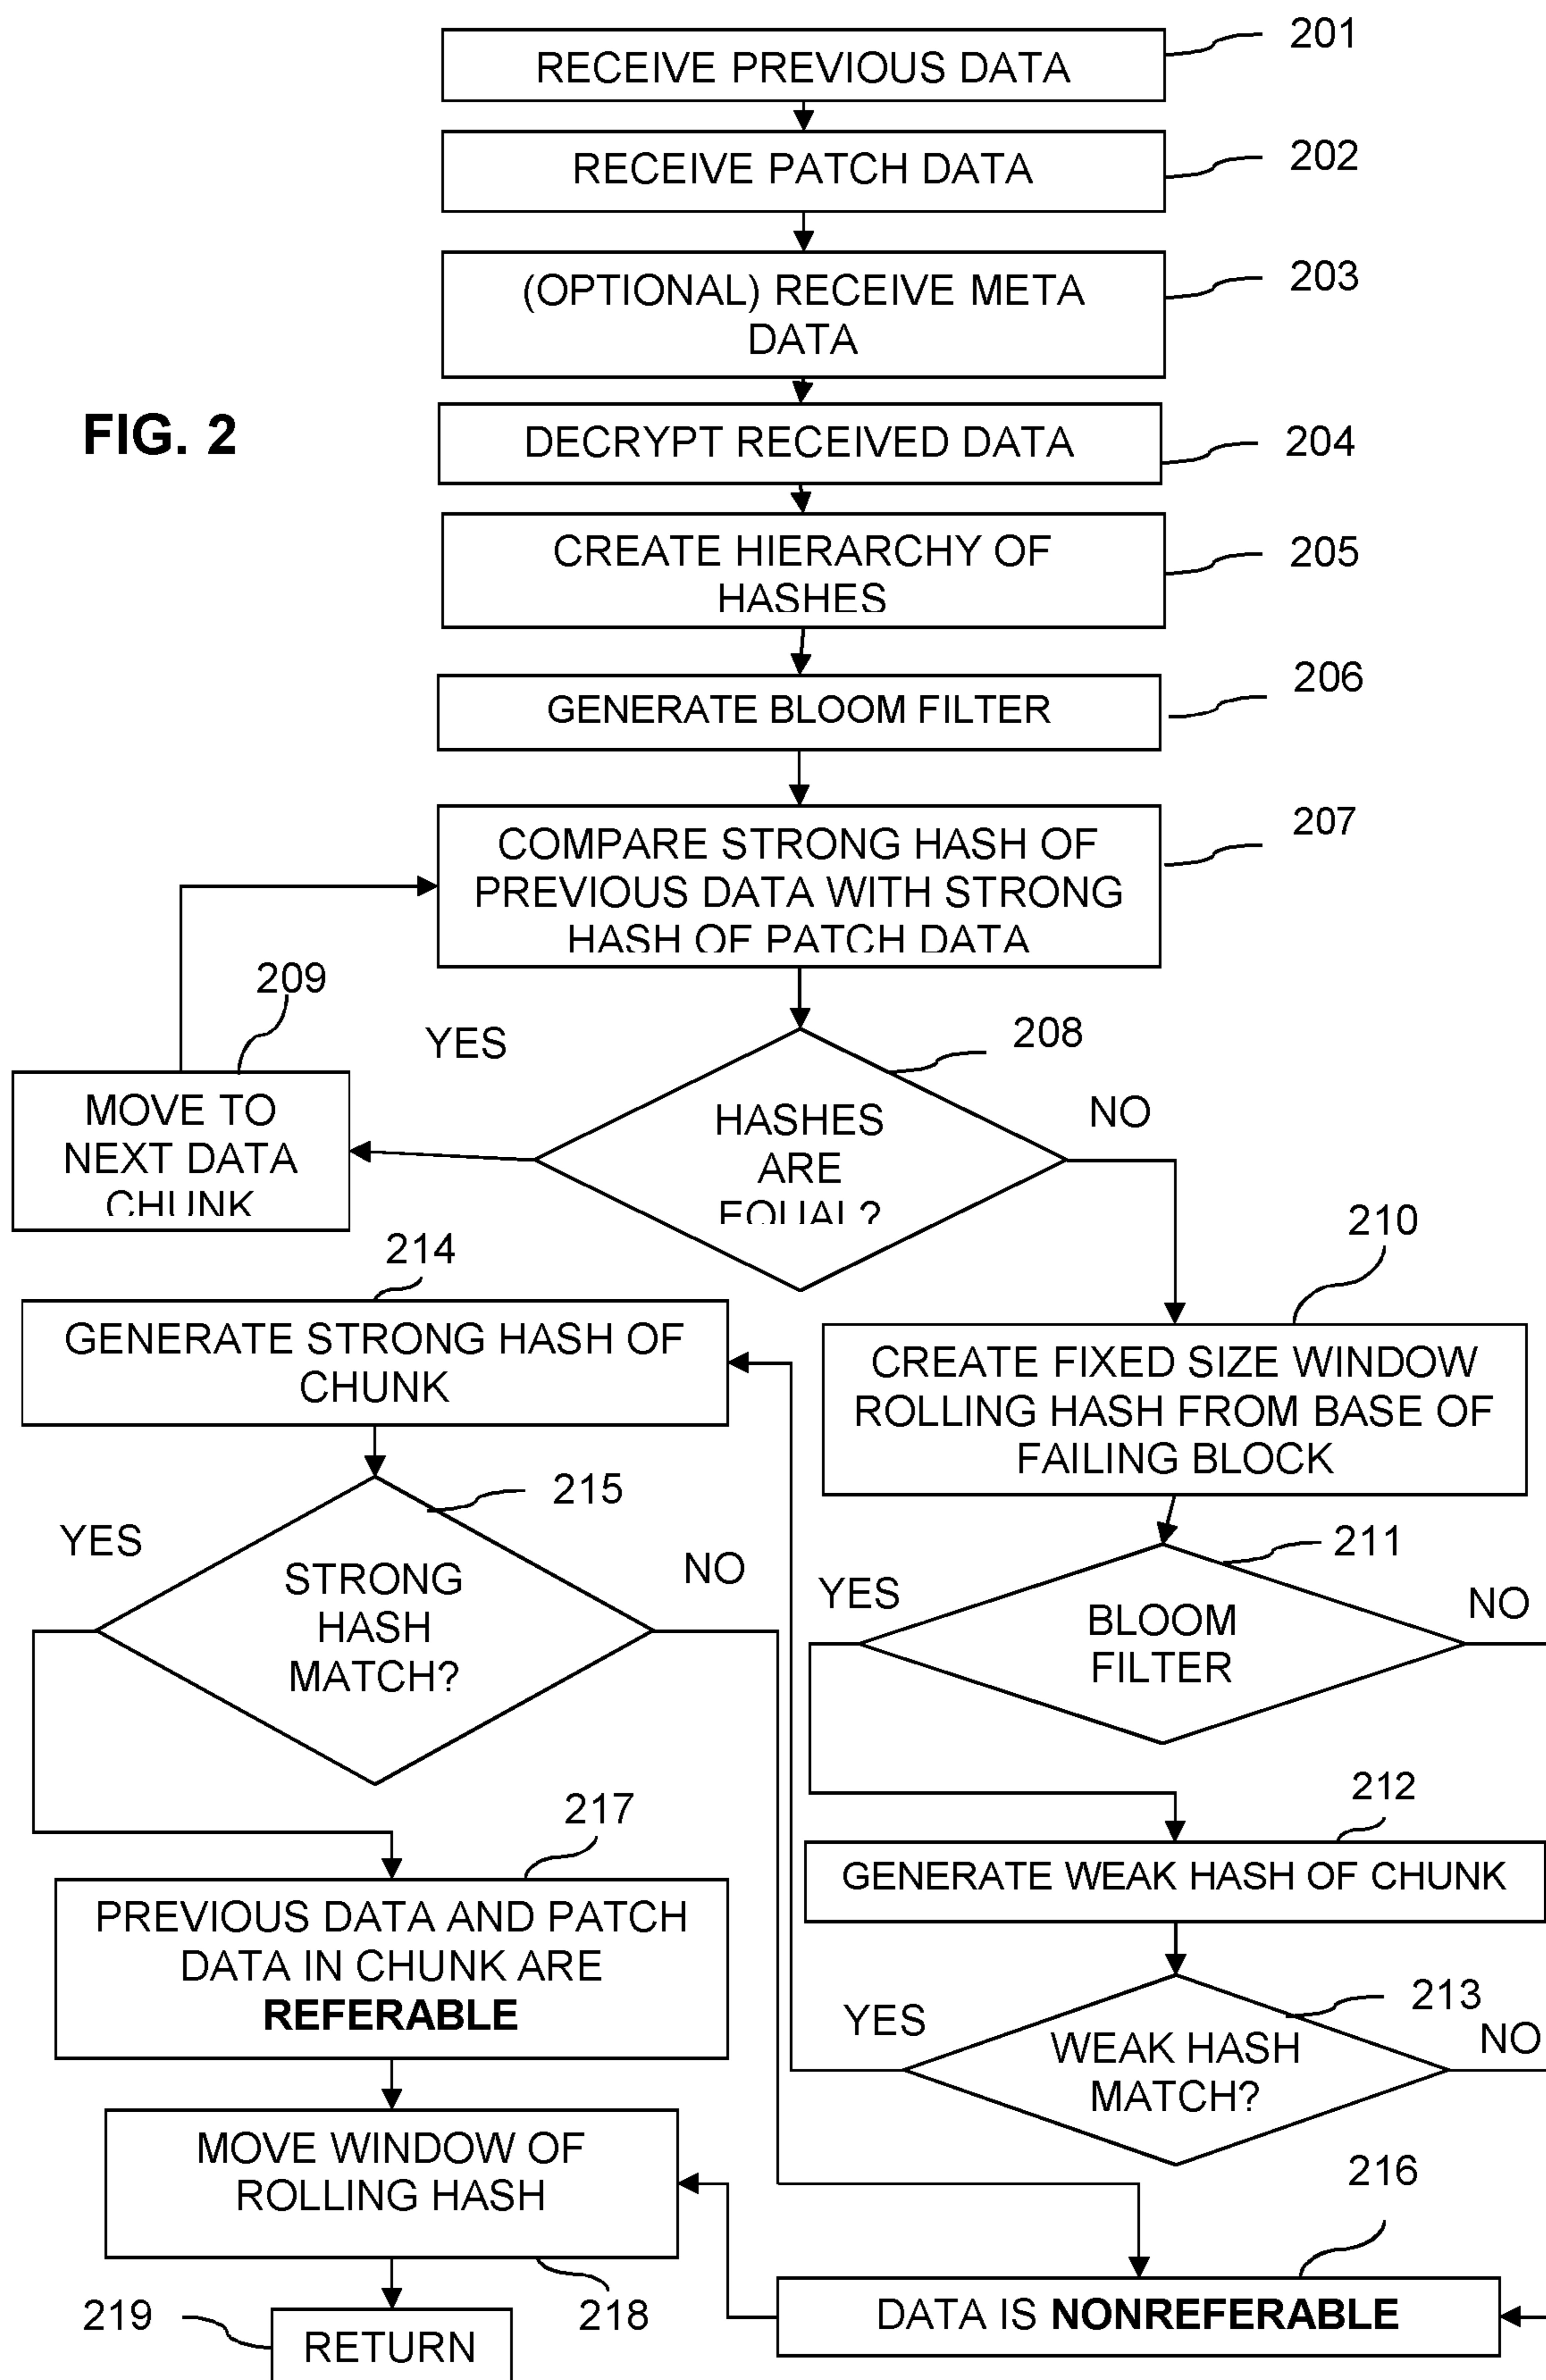 201
RECEIVE PREVIOUS DATA
202
RECEIVE PATCH DATA
203
(OPTIONAL) RECEIVE META
DATA
FIG. 2
DECRYPT RECEIVED DATA
204
CREATE HIERARCHY OF
HASHES
205
206
GENERATE BLOOM FILTER
207
COMPARE STRONG HASH OF
PREVIOUS DATA WITH STRONG
HASH OF PATCH DATA
209
YES
208
MOVE TO
NEXT DATA
CHUNK
HASHES
ARE
EQUAL?
NO
210
214
GENERATE STRONG HASH OF
CHUNK
CREATE FIXED SIZE WINDOW
ROLLING HASH FROM BASE OF
FAILING BLOCK
215
YES
STRONG
HASH
MATCH?
NO
211
YES
BLOOM
FILTER
NO
212
217
GENERATE WEAK HASH OF CHUNK
PREVIOUS DATA AND PATCH
DATA IN CHUNK ARE
REFERABLE
213
YES
WEAK HASH
MATCH?
NO
MOVE WINDOW OF
ROLLING HASH
216
219
218
DATA IS NONREFERABLE
RETURN